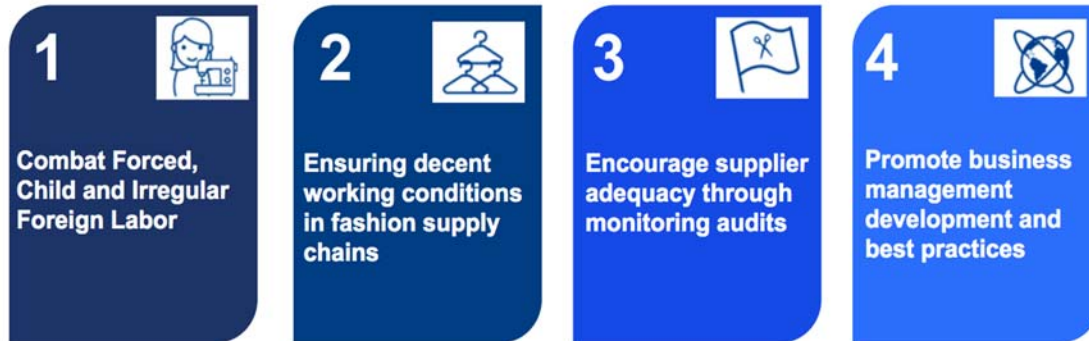 1
Combat Forced,
Child and Irregular
Foreign Labor
2
Ensuring decent
working conditions
in fashion supply
chains
3
Encourage supplier
adequacy through
monitoring audits
4
Promote business
management
development and
best practices